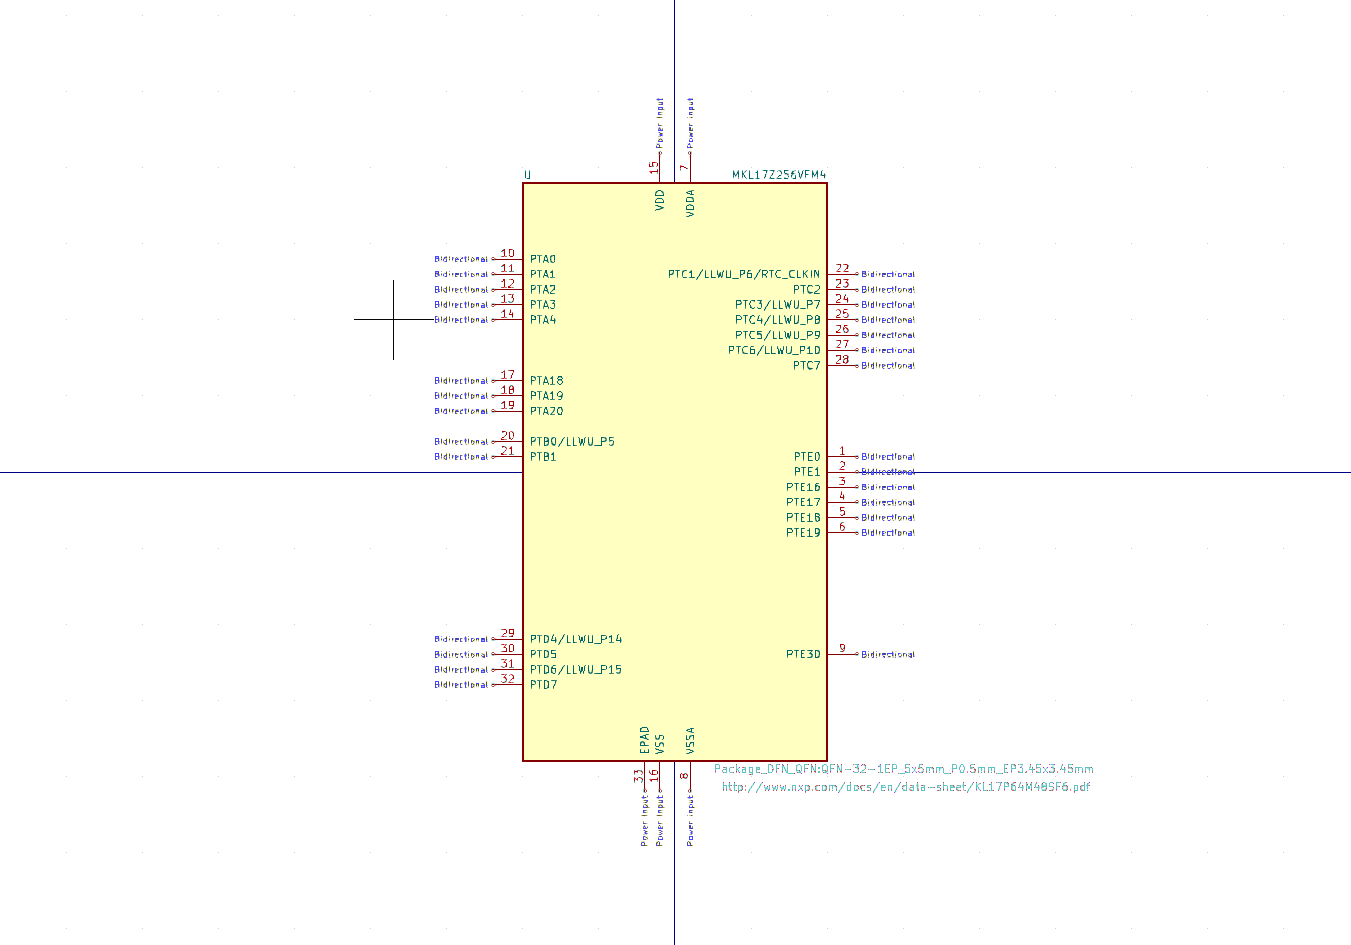 Power Input
Power Input
15
7
U
MKL17Z256VFM4
VDD
VDDA
Bidirectional 10 PTA0
Bidirectional 11 PTA1
Bidirectional 12 PTA2
Bidirectional 13 PTA3
Bidirectional 14 PTA4
PTC1/LLWU_P6/RTC_CLKIN 22 Bidirectional
PTC2 23 Bidirectional
PTC3/LLWU_P7 24 Bidirectional
PTC4/LLWU_P8 25 Bidirectional
PTC5/LLWU_P9 26 Bidirectional
PTC6/LLWU_P10 27 Bidirectional
PTC7 28 Bidirectional
Bidirectional 17 PTA18
Bidirectional 18 PTA19
Bidirectional 19 PTA20
Bidirectional 20 PTB0/LLWU_P5
Bidirectional 21 PTB1
PTE0 1 Bidirectional
PTE1 2 Bidirectional
PTE16 3 Bidirectional
PTE17 4 Bidirectional
PTE18 5 Bidirectional
PTE19 6 Bidirectional
Bidirectional 29 PTD4/LLWU_P14
Bidirectional 30 PTD5
Bidirectional 31 PTD6/LLWU_P15
Bidirectional 32 PTD7
PTE30 9 Bidirectional
EPAD
VSS
VSSA
33
16
8
Package_DFN_QFN:QFN-32-1EP_5x5mm_P0.5mm_EP3.45x3.45mm
http://www.nxp.com/docs/en/data-sheet/KL17P64M48SF6.pdf
Power Input
Power Input
Power Input